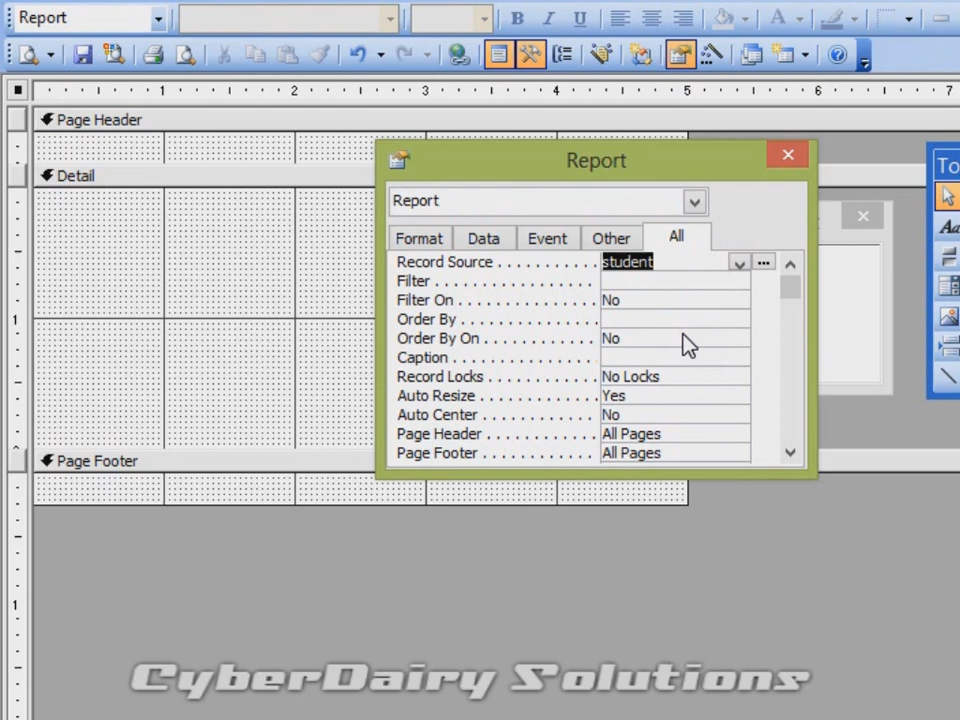 Report
B I U A
1 2 3 4 5 6 7
Page Header
Detail
Report
To
Report
Aa
Format Data Event Other All
Record Source student
Filter
Filter On No
Order By
1
Order By On No
Caption
Record Locks No Locks
Auto Resize Yes
Auto Center No
Page Header All Pages
Page Footer All Pages
Page Footer
1
CyberDairy Solutions